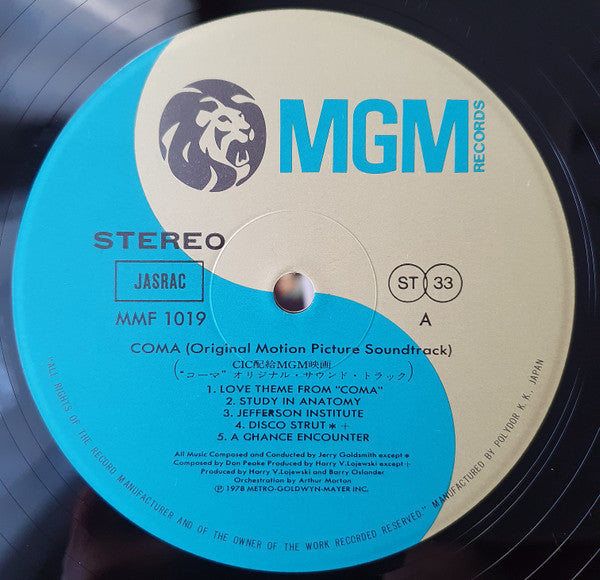 MGM
RECORDS
STEREO
JASRAC
MMF 1019
ST 33
A
COMA (Original Motion Picture Soundtrack)
(CIC配給MGM映画
"コーマ" オリジナル・サウンド・トラック)
1. LOVE THEME FROM "COMA"
2. STUDY IN ANATOMY
3. JEFFERSON INSTITUTE
4. DISCO STRUT * +
5. A CHANCE ENCOUNTER
All Music Composed and Conducted by Jerry Goldsmith except *
Composed by Don Peake Produced by Harry V.Lojewski except +
Produced by Harry V.Lojewski and Barry Oslander
Orchestration by Arthur Morton
Ⓟ 1978 METRO-GOLDWYN-MAYER INC.
"ALL RIGHTS OF THE RECORD MANUFACTURER AND OF THE OWNER OF THE WORK RECORDED RESERVED." MANUFACTURED BY POLYDOR K. K. JAPAN